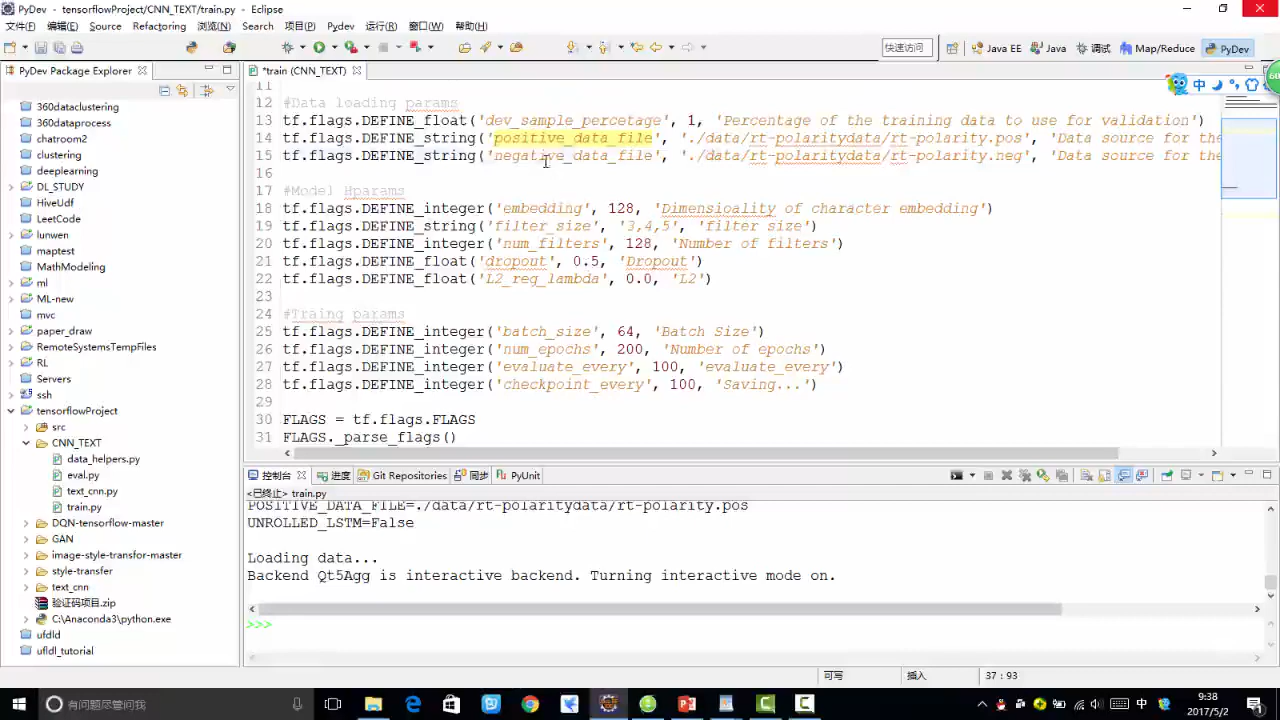 PyDev - tensorflowProject/CNN_TEXT/train.py - Eclipse
文件(F) 编辑(E) Source Refactoring 浏览(N) Search 项目(P) Pydev 运行(R) 窗口(W) 帮助(H)
快速访问 Java EE Java 调试 Map/Reduce PyDev
PyDev Package Explorer
360dataclustering
360dataprocess
chatroom2
clustering
deeplearning
DL_STUDY
HiveUdf
LeetCode
lunwen
maptest
MathModeling
ml
ML-new
mvc
paper_draw
RemoteSystemsTempFiles
RL
Servers
ssh
tensorflowProject
src
CNN_TEXT
data_helpers.py
eval.py
text_cnn.py
train.py
DQN-tensorflow-master
GAN
image-style-transfor-master
style-transfer
text_cnn
验证码项目.zip
C:\Anaconda3\python.exe
ufdld
ufldl_tutorial
*train (CNN_TEXT)
中
60
11
12 #Data loading params
13 tf.flags.DEFINE_float('dev_sample_percetage', 1, 'Percentage of the training data to use for validation')
14 tf.flags.DEFINE_string('positive_data_file', './data/rt-polaritydata/rt-polarity.pos', 'Data source for the
15 tf.flags.DEFINE_string('negative_data_file', './data/rt-polaritydata/rt-polarity.neg', 'Data source for the
16
17 #Model Hparams
18 tf.flags.DEFINE_integer('embedding', 128, 'Dimensioality of character embedding')
19 tf.flags.DEFINE_string('filter_size', '3,4,5', 'filter size')
20 tf.flags.DEFINE_integer('num_filters', 128, 'Number of filters')
21 tf.flags.DEFINE_float('dropout', 0.5, 'Dropout')
22 tf.flags.DEFINE_float('L2_reg_lambda', 0.0, 'L2')
23
24 #Traing params
25 tf.flags.DEFINE_integer('batch_size', 64, 'Batch Size')
26 tf.flags.DEFINE_integer('num_epochs', 200, 'Number of epochs')
27 tf.flags.DEFINE_integer('evaluate_every', 100, 'evaluate_every')
28 tf.flags.DEFINE_integer('checkpoint_every', 100, 'Saving...')
29
30 FLAGS = tf.flags.FLAGS
31 FLAGS._parse_flags()
控制台 进度 Git Repositories 同步 PyUnit
<已终止> train.py
POSITIVE_DATA_FILE=./data/rt-polaritydata/rt-polarity.pos
UNROLLED_LSTM=False
Loading data...
Backend Qt5Agg is interactive backend. Turning interactive mode on.
>>>
可写 插入 37 : 93
有问题尽管问我
中
9:38
2017/5/2